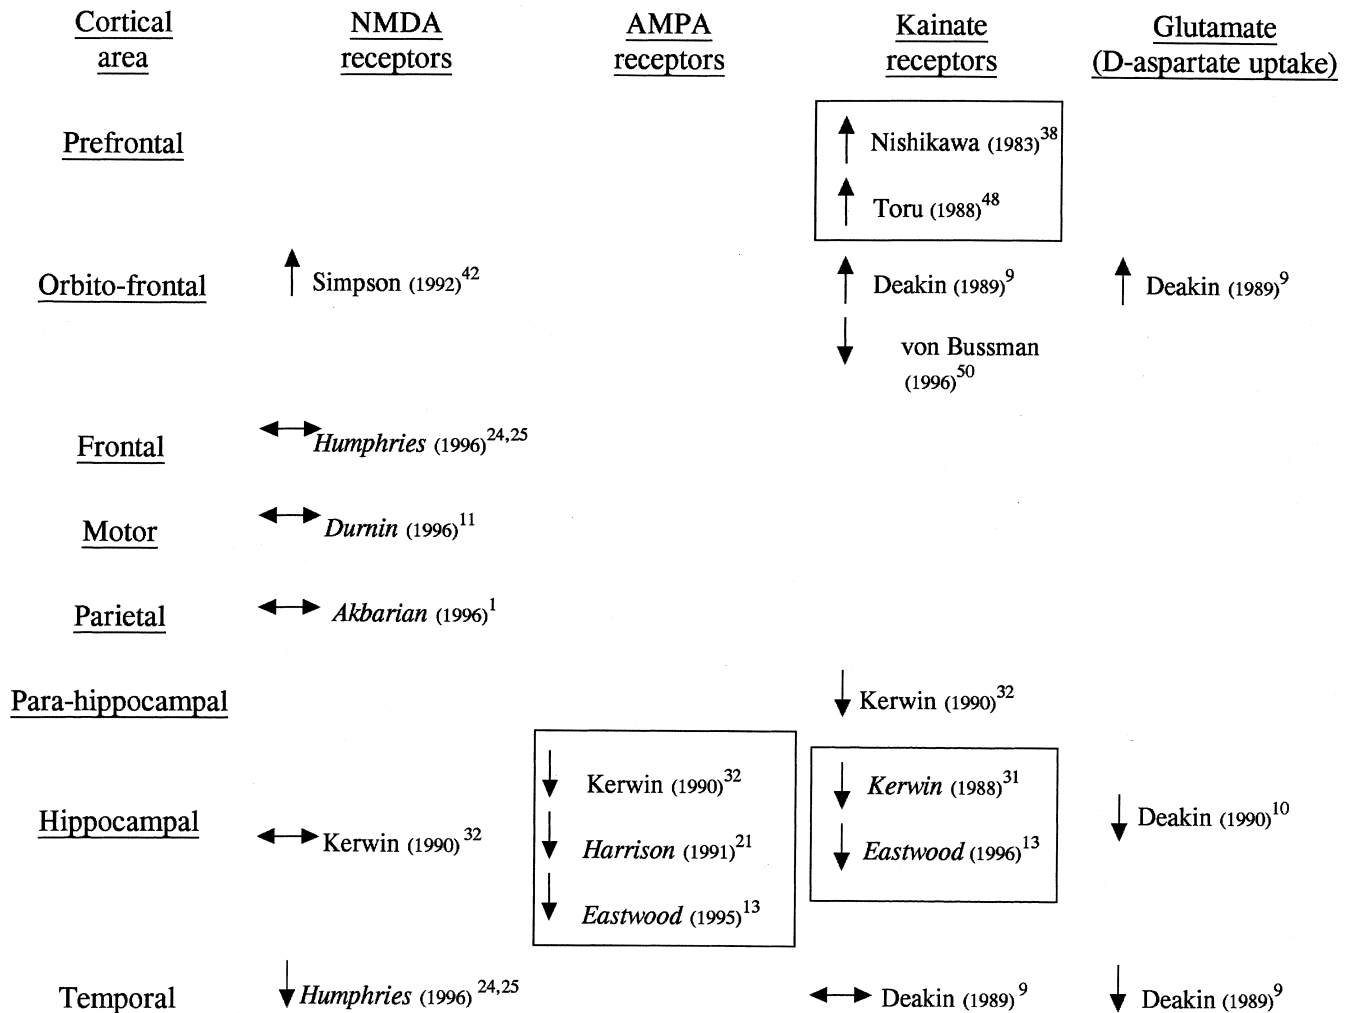 Cortical area
NMDA receptors
AMPA receptors
Kainate receptors
Glutamate (D-aspartate uptake)
Prefrontal
↑ Nishikawa (1983)38
↑ Toru (1988)48
Orbito-frontal
↑ Simpson (1992)42
↑ Deakin (1989)9
↑ Deakin (1989)9
↓ von Bussman
(1996)50
Frontal
↔ Humphries (1996)24,25
Motor
↔ Durnin (1996)11
Parietal
↔ Akbarian (1996)1
Para-hippocampal
↓ Kerwin (1990)32
Hippocampal
↔ Kerwin (1990)32
↓ Kerwin (1990)32
↓ Harrison (1991)21
↓ Eastwood (1995)13
↓ Kerwin (1988)31
↓ Eastwood (1996)13
↓ Deakin (1990)10
Temporal
↓ Humphries (1996)24,25
↔ Deakin (1989)9
↓ Deakin (1989)9